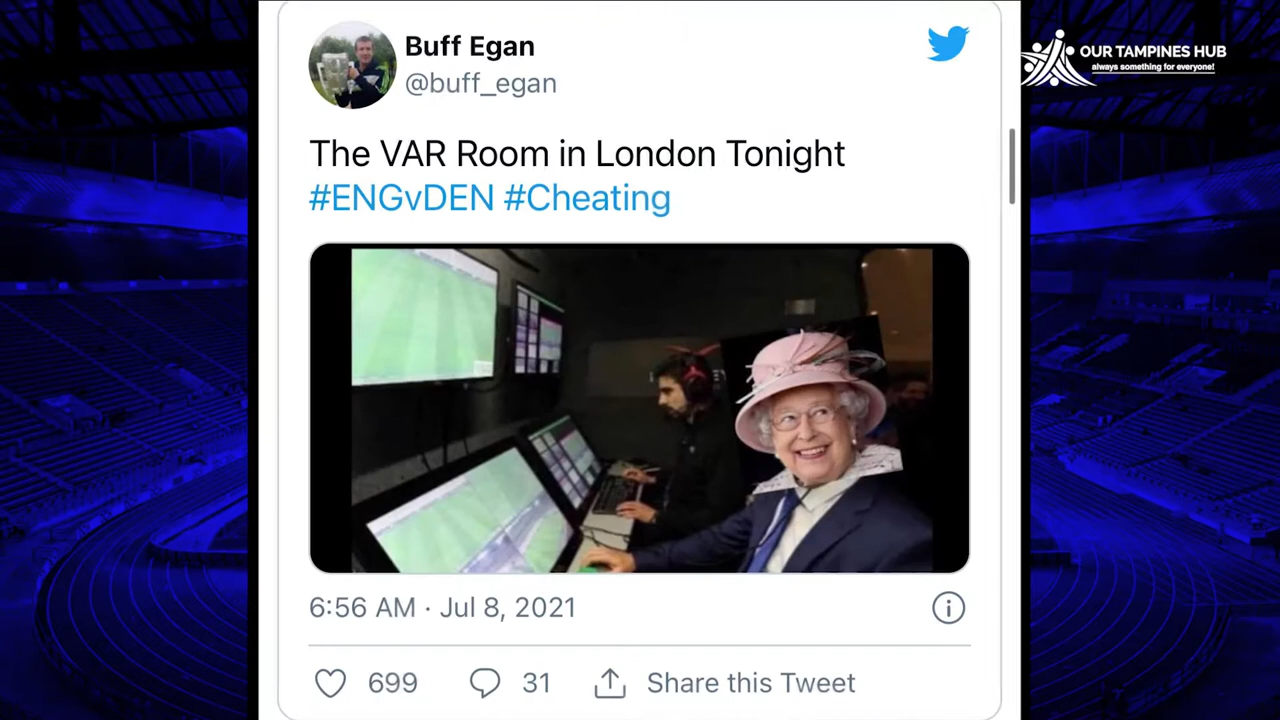 Buff Egan
@buff_egan
OUR TAMPINES HUB
always something for everyone!
The VAR Room in London Tonight
#ENGvDEN #Cheating
6:56 AM · Jul 8, 2021
699 31 Share this Tweet